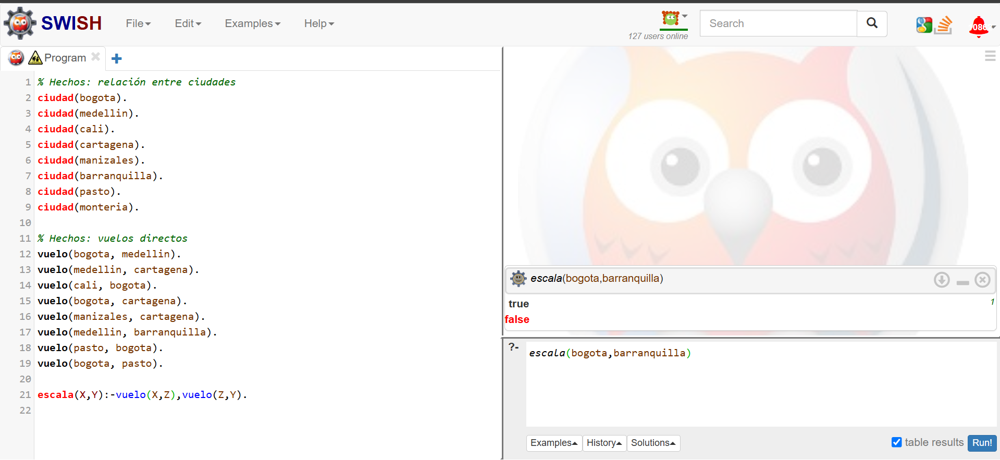 SWISH File Edit Examples Help
127 users online
Search
Program
1 % Hechos: relación entre ciudades
2 ciudad(bogota).
3 ciudad(medellin).
4 ciudad(cali).
5 ciudad(cartagena).
6 ciudad(manizales).
7 ciudad(barranquilla).
8 ciudad(pasto).
9 ciudad(monteria).
10
11 % Hechos: vuelos directos
12 vuelo(bogota, medellin).
13 vuelo(medellin, cartagena).
14 vuelo(cali, bogota).
15 vuelo(bogota, cartagena).
16 vuelo(manizales, cartagena).
17 vuelo(medellin, barranquilla).
18 vuelo(pasto, bogota).
19 vuelo(bogota, pasto).
20
21 escala(X,Y):-vuelo(X,Z),vuelo(Z,Y).
22
escala(bogota,barranquilla)
true 1
false
?- escala(bogota,barranquilla)
Examples History Solutions
table results Run!